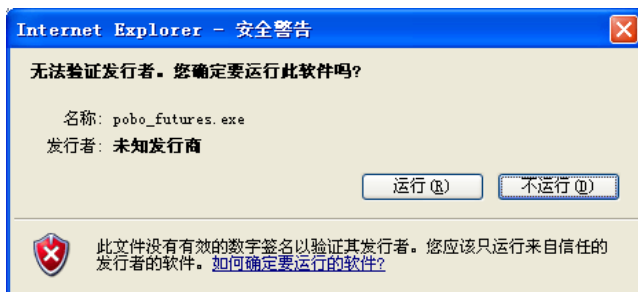 Internet Explorer - 安全警告
无法验证发行者。您确定要运行此软件吗?
名称: pobo_futures.exe
发行者: 未知发行商
运行(R)
不运行(D)
此文件没有有效的数字签名以验证其发行者。您应该只运行来自信任的
发行者的软件。如何确定要运行的软件?